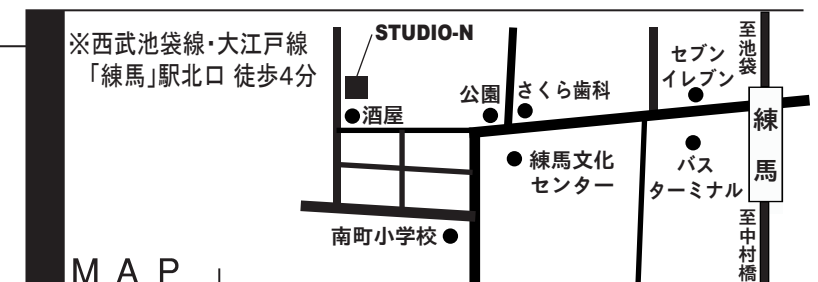 ※西武池袋線・大江戸線
「練馬」駅北口 徒歩4分
STUDIO-N
酒屋
公園
さくら歯科
セブン
イレブン
至池袋
練馬
練馬文化
センター
バス
ターミナル
南町小学校
至中村橋
MAP